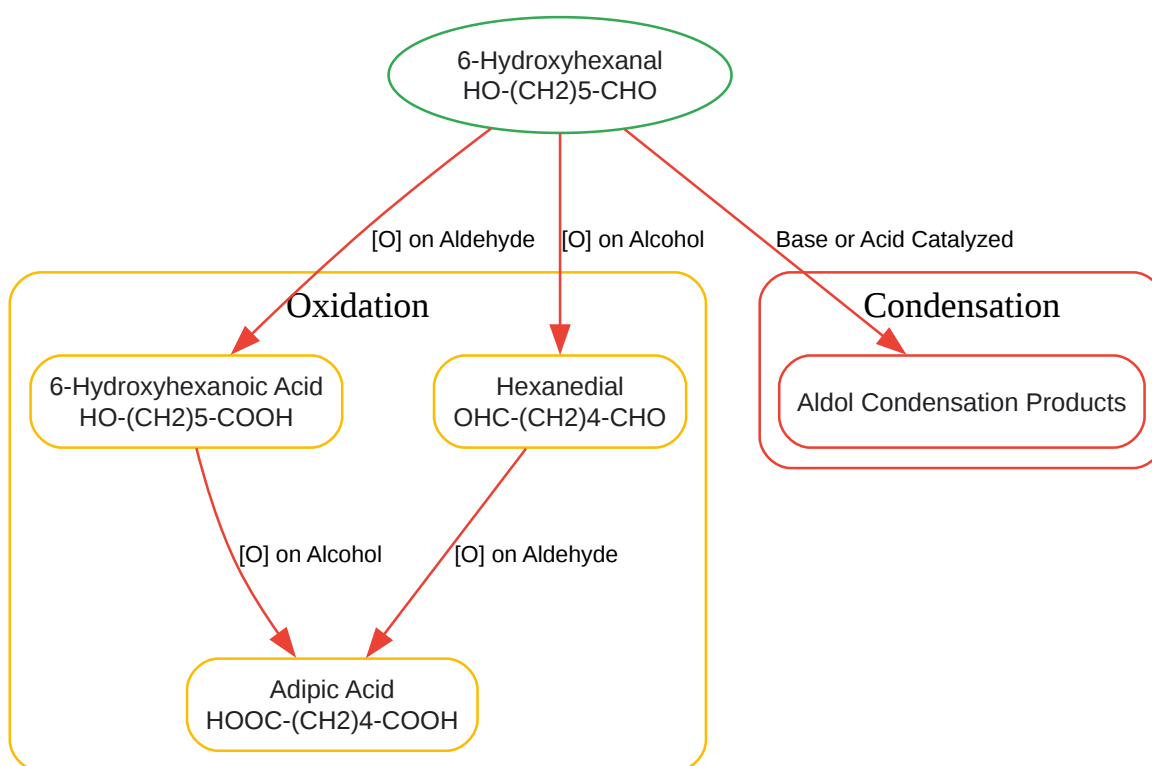 6-Hydroxyhexanal
HO-(CH2)5-CHO
[O] on Aldehyde
[O] on Alcohol
Base or Acid Catalyzed
Oxidation
Condensation
6-Hydroxyhexanoic Acid
HO-(CH2)5-COOH
Hexanedial
OHC-(CH2)4-CHO
Aldol Condensation Products
[O] on Alcohol
[O] on Aldehyde
Adipic Acid
HOOC-(CH2)4-COOH